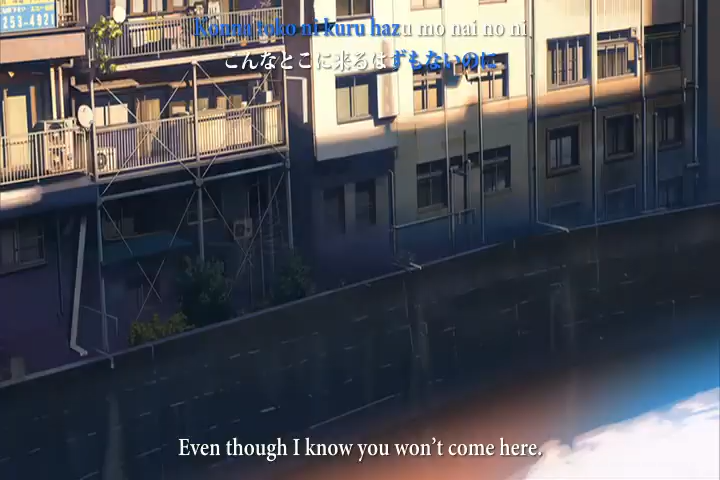 253-4921
Konna toko ni kuru hazu mo nai no ni
こんなとこに来るはずもないのに
Even though I know you won't come here.